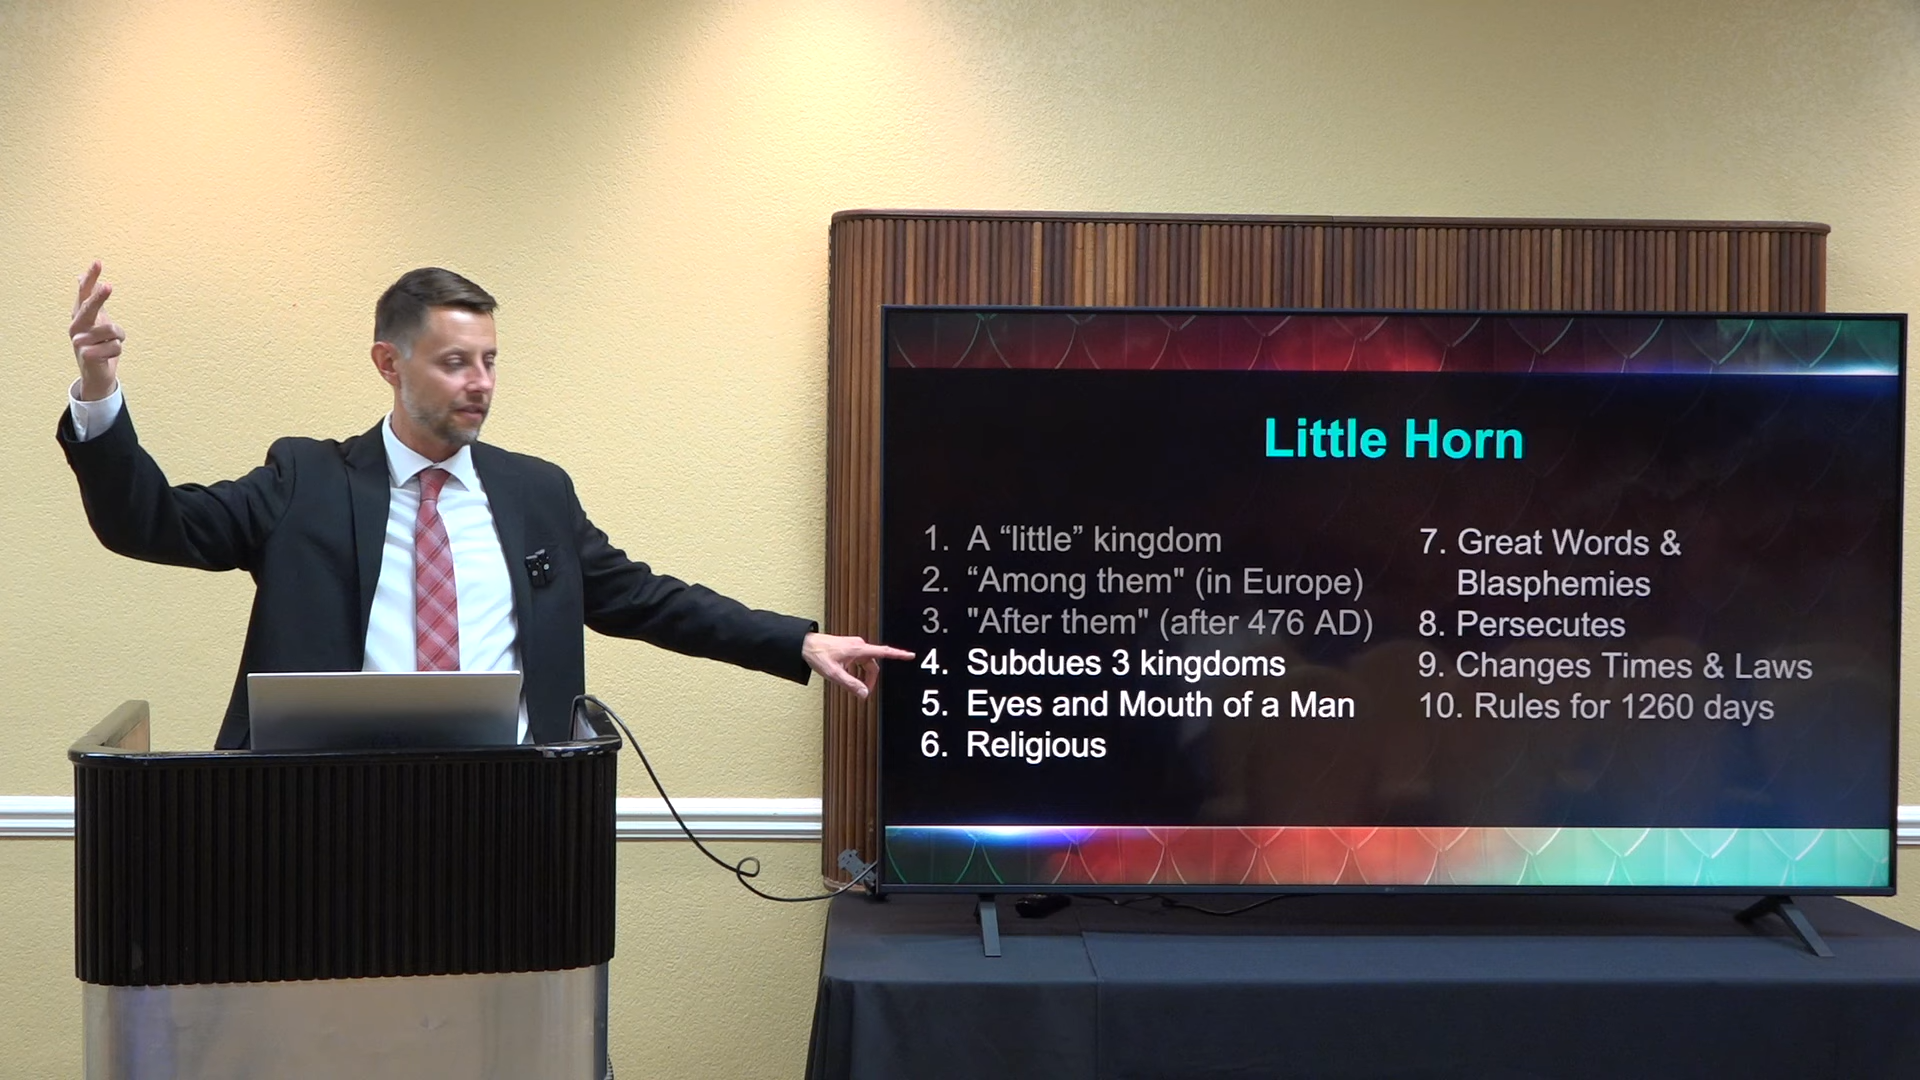 Little Horn
1. A “little” kingdom
2. “Among them" (in Europe)
3. "After them" (after 476 AD)
4. Subdues 3 kingdoms
5. Eyes and Mouth of a Man
6. Religious
7. Great Words &
Blasphemies
8. Persecutes
9. Changes Times & Laws
10. Rules for 1260 days